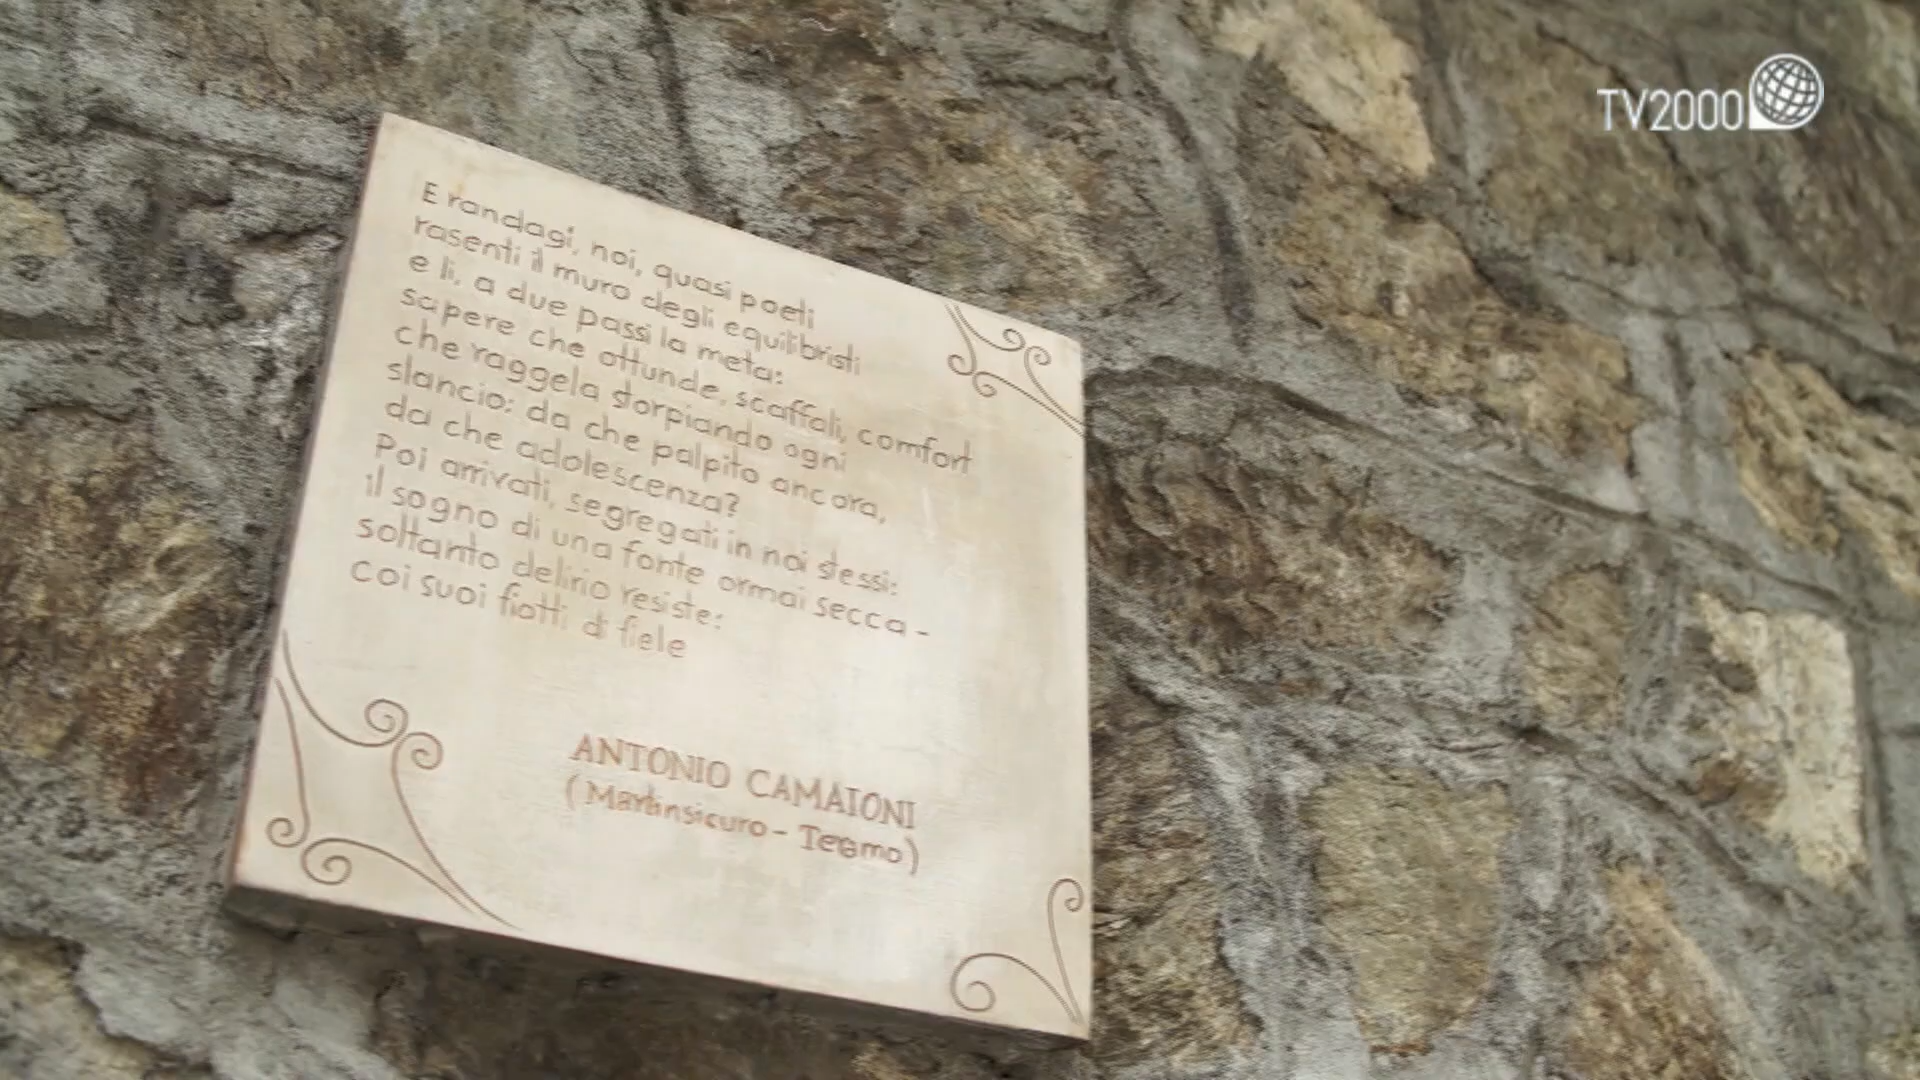 TV2000
E randagi, noi, quasi poeti
rasenti il muro degli equilibristi
e li, a due passi la meta:
sapere che ottunde, scaffali, comfort
che raggela storpiando ogni
slancio: da che palpito ancora,
da che adolescenza?
Poi arrivati, segregati in noi stessi:
il sogno di una fonte ormai secca -
soltanto delirio resiste:
coi suoi fiotti di fiele
ANTONIO CAMAIONI
(Martinsicuro - Teramo)